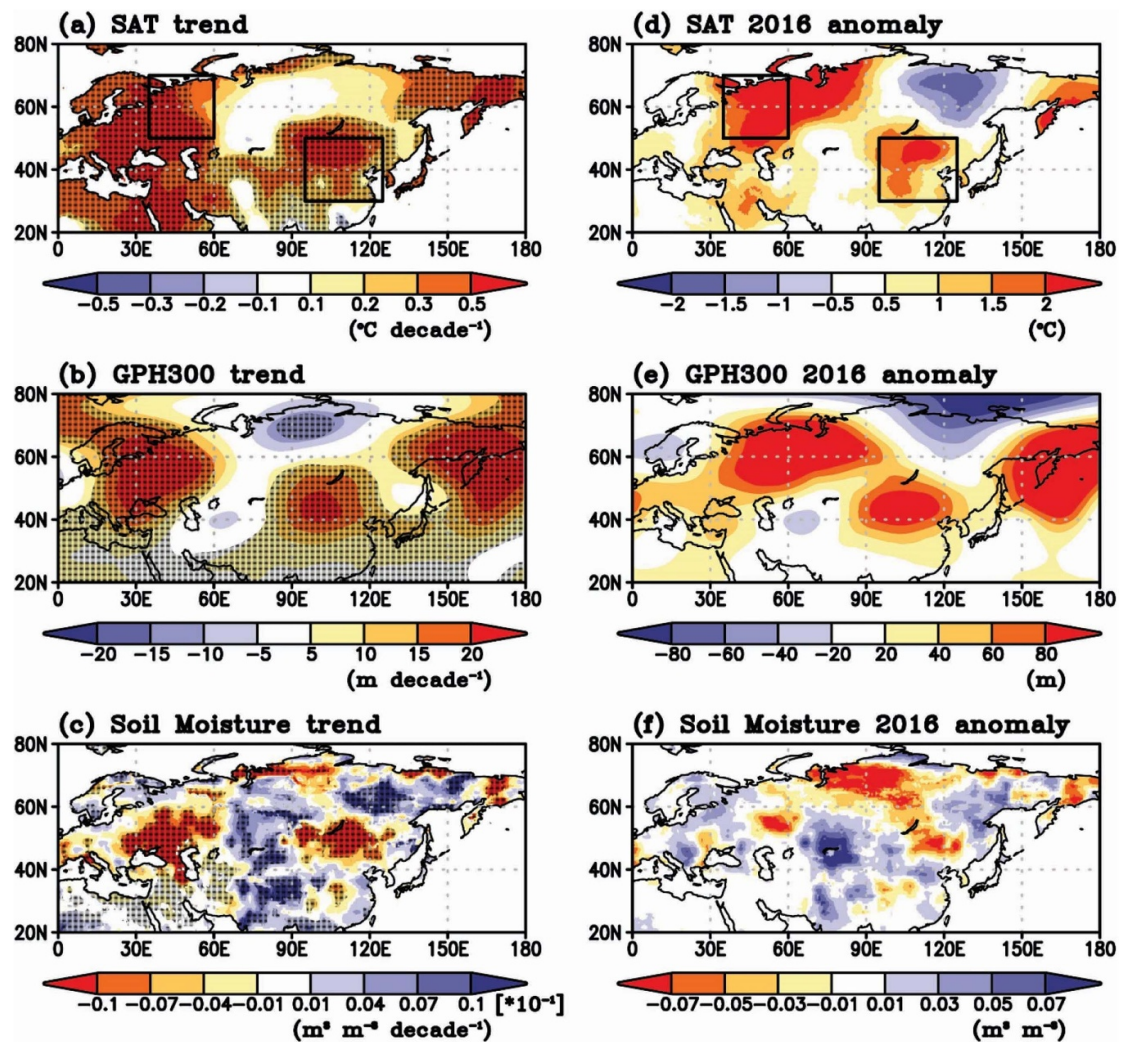 (a) SAT trend
80N
60N
40N
20N
0 30E 60E 90E 120E 150E 180
-0.5 -0.3 -0.2 -0.1 0.1 0.2 0.3 0.5
(°C decade⁻¹)
(d) SAT 2016 anomaly
80N
60N
40N
20N
0 30E 60E 90E 120E 150E 180
-2 -1.5 -1 -0.5 0.5 1 1.5 2
(°C)
(b) GPH300 trend
80N
60N
40N
20N
0 30E 60E 90E 120E 150E 180
-20 -15 -10 -5 5 10 15 20
(m decade⁻¹)
(e) GPH300 2016 anomaly
80N
60N
40N
20N
0 30E 60E 90E 120E 150E 180
-80 -60 -40 -20 20 40 60 80
(m)
(c) Soil Moisture trend
80N
60N
40N
20N
0 30E 60E 90E 120E 150E 180
-0.1 -0.07 -0.04 -0.01 0.01 0.04 0.07 0.1 [*10⁻¹]
(m³ m⁻³ decade⁻¹)
(f) Soil Moisture 2016 anomaly
80N
60N
40N
20N
0 30E 60E 90E 120E 150E 180
-0.07 -0.05 -0.03 -0.01 0.01 0.03 0.05 0.07
(m³ m⁻³)